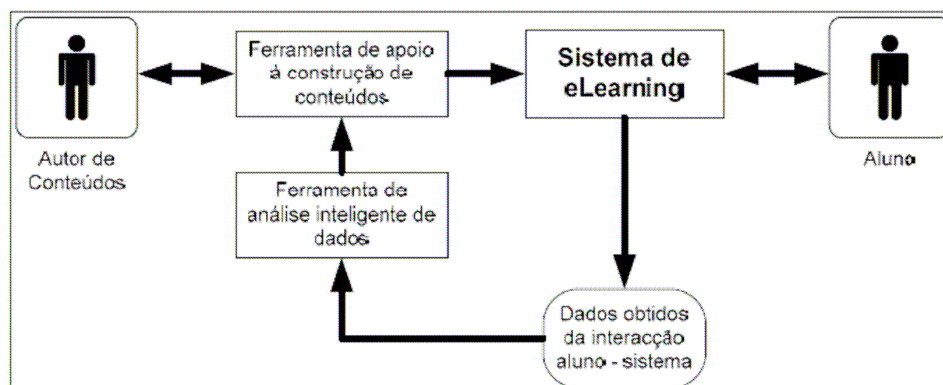 Ferramenta de apoio
à construção de
conteúdos
Sistema de
eLearning
Autor de
Conteúdos
Aluno
Ferramenta de
análise inteligente de
dados
Dados obtidos
da interacção
aluno - sistema